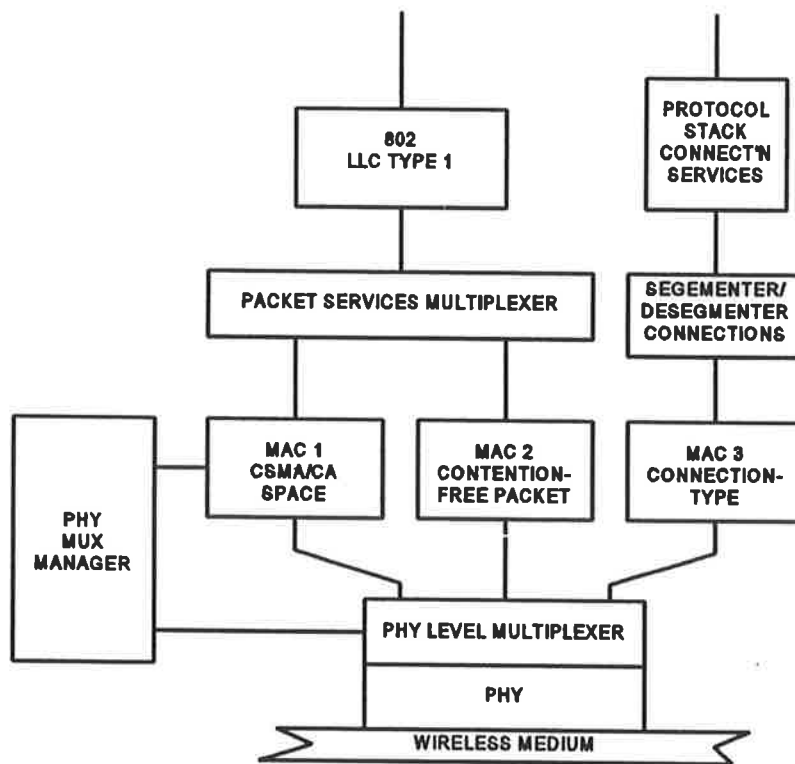 802
LLC TYPE 1
PROTOCOL
STACK
CONNECT'N
SERVICES
PACKET SERVICES MULTIPLEXER
SEGEMENTER/
DESEGMENTER
CONNECTIONS
MAC 1
CSMA/CA
SPACE
MAC 2
CONTENTION-
FREE PACKET
MAC 3
CONNECTION-
TYPE
PHY
MUX
MANAGER
PHY LEVEL MULTIPLEXER
PHY
WIRELESS MEDIUM